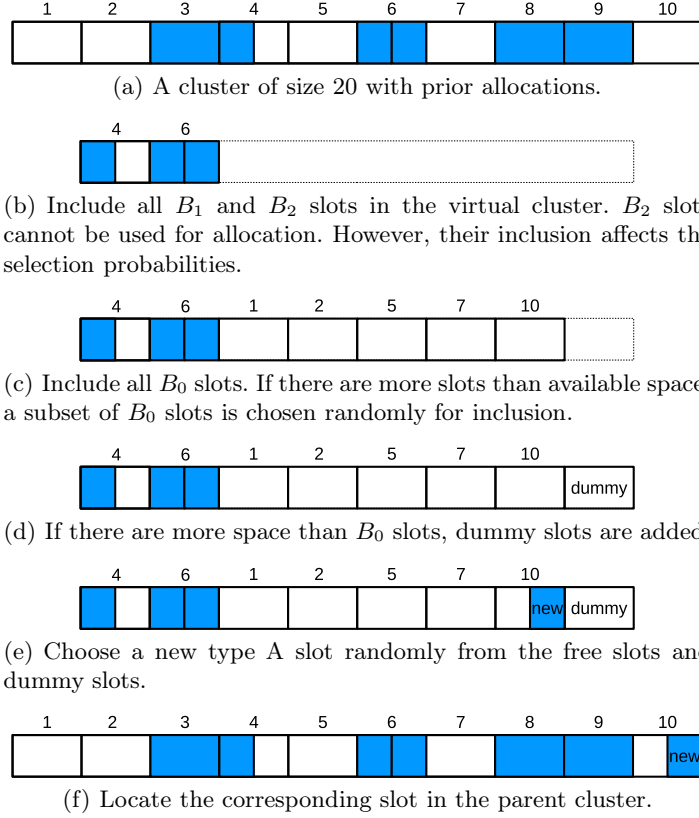 1 2 3 4 5 6 7 8 9 10
(a) A cluster of size 20 with prior allocations.
4 6
(b) Include all B1 and B2 slots in the virtual cluster. B2 slot
cannot be used for allocation. However, their inclusion affects th
selection probabilities.
4 6 1 2 5 7 10
(c) Include all B0 slots. If there are more slots than available space
a subset of B0 slots is chosen randomly for inclusion.
4 6 1 2 5 7 10
dummy
(d) If there are more space than B0 slots, dummy slots are added
4 6 1 2 5 7 10
new dummy
(e) Choose a new type A slot randomly from the free slots an
dummy slots.
1 2 3 4 5 6 7 8 9 10
new
(f) Locate the corresponding slot in the parent cluster.